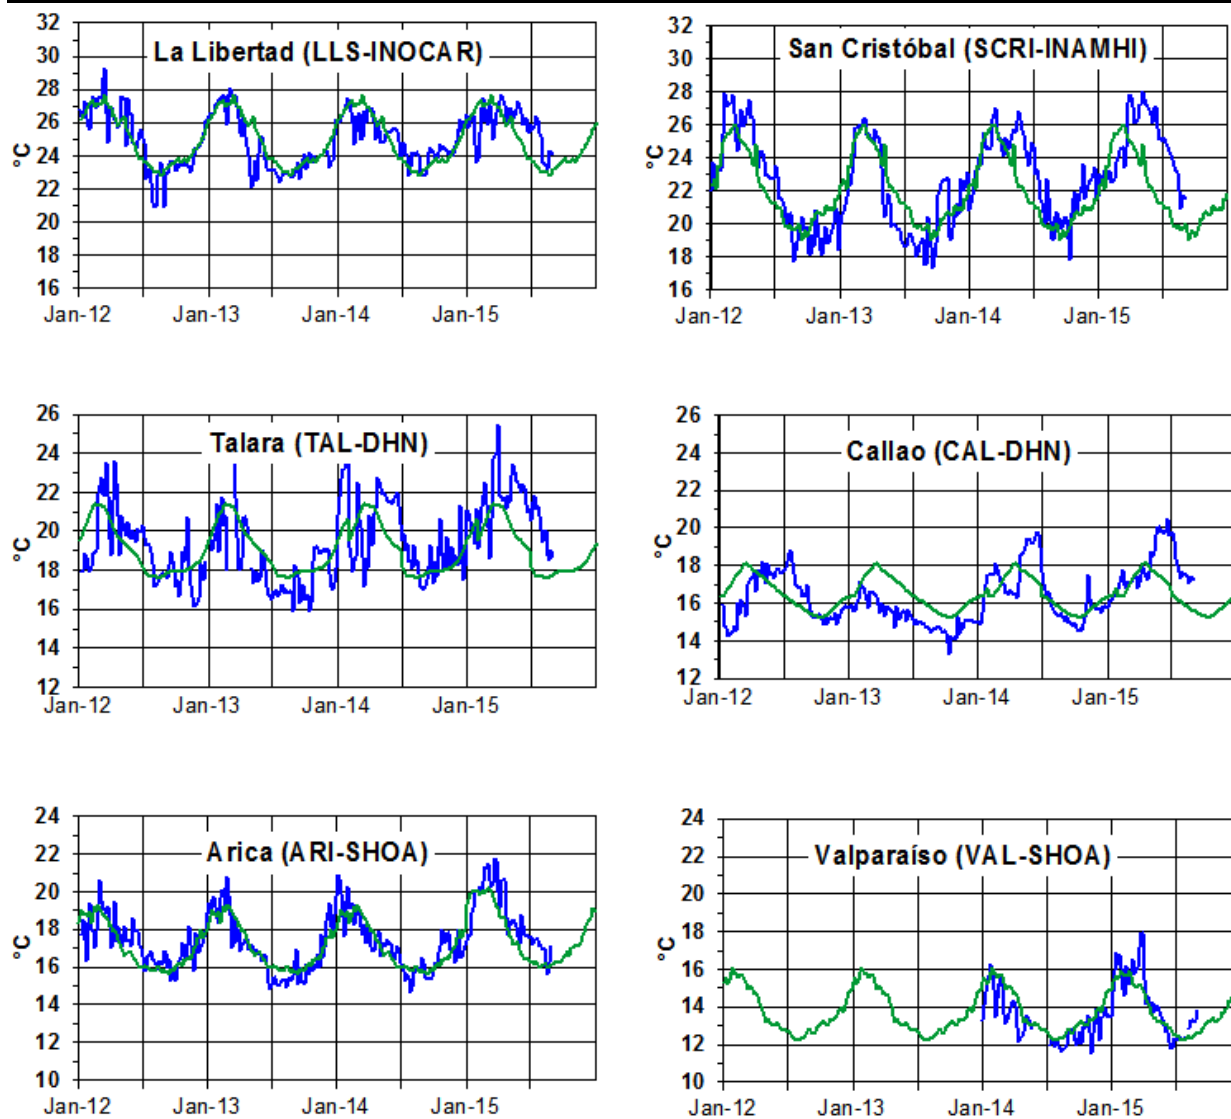 La Libertad (LLS-INOCAR)
°C
32
30
28
26
24
22
20
18
16
Jan-12 Jan-13 Jan-14 Jan-15
San Cristóbal (SCRI-INAMHI)
32
30
28
26
24
22
20
18
16
Jan-12 Jan-13 Jan-14 Jan-15
Talara (TAL-DHN)
°C
26
24
22
20
18
16
14
12
Jan-12 Jan-13 Jan-14 Jan-15
Callao (CAL-DHN)
°C
26
24
22
20
18
16
14
12
Jan-12 Jan-13 Jan-14 Jan-15
Arica (ARI-SHOA)
°C
24
22
20
18
16
14
12
10
Jan-12 Jan-13 Jan-14 Jan-15
Valparaíso (VAL-SHOA)
°C
24
22
20
18
16
14
12
10
Jan-12 Jan-13 Jan-14 Jan-15